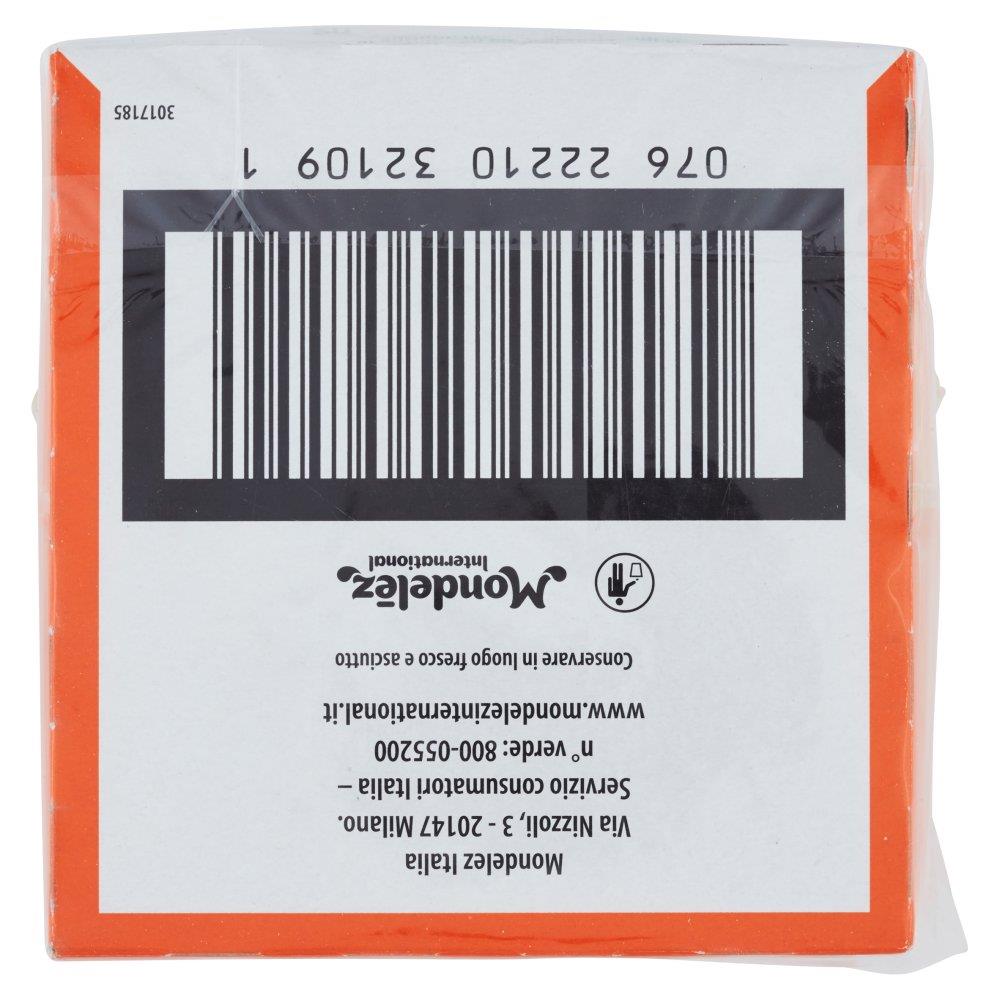 Mondelez Italia
Via Nizzoli, 3 - 20147 Milano.
Servizio consumatori Italia –
n° verde: 800-055200
www.mondelezinternational.it
Conservare in luogo fresco e asciutto
Mondelēz
International
076 22210 32109 1
3017185